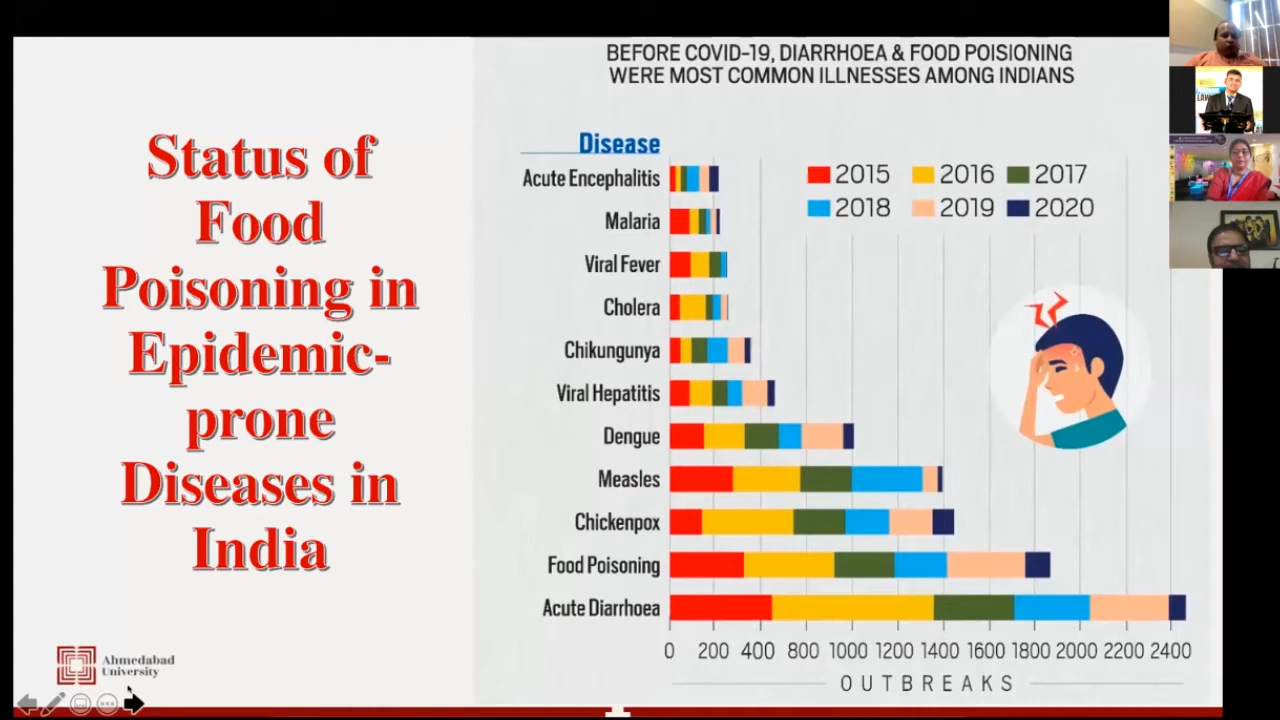 Status of
Food
Poisoning in
Epidemic-
prone
Diseases in
India
Ahmedabad
University
BEFORE COVID-19, DIARRHOEA & FOOD POISIONING
WERE MOST COMMON ILLNESSES AMONG INDIANS
Disease
2015 2016 2017
2018 2019 2020
Acute Encephalitis
Malaria
Viral Fever
Cholera
Chikungunya
Viral Hepatitis
Dengue
Measles
Chickenpox
Food Poisoning
Acute Diarrhoea
0 200 400 800 1000 1200 1400 1600 1800 2000 2200 2400
OUTBREAKS
LAW